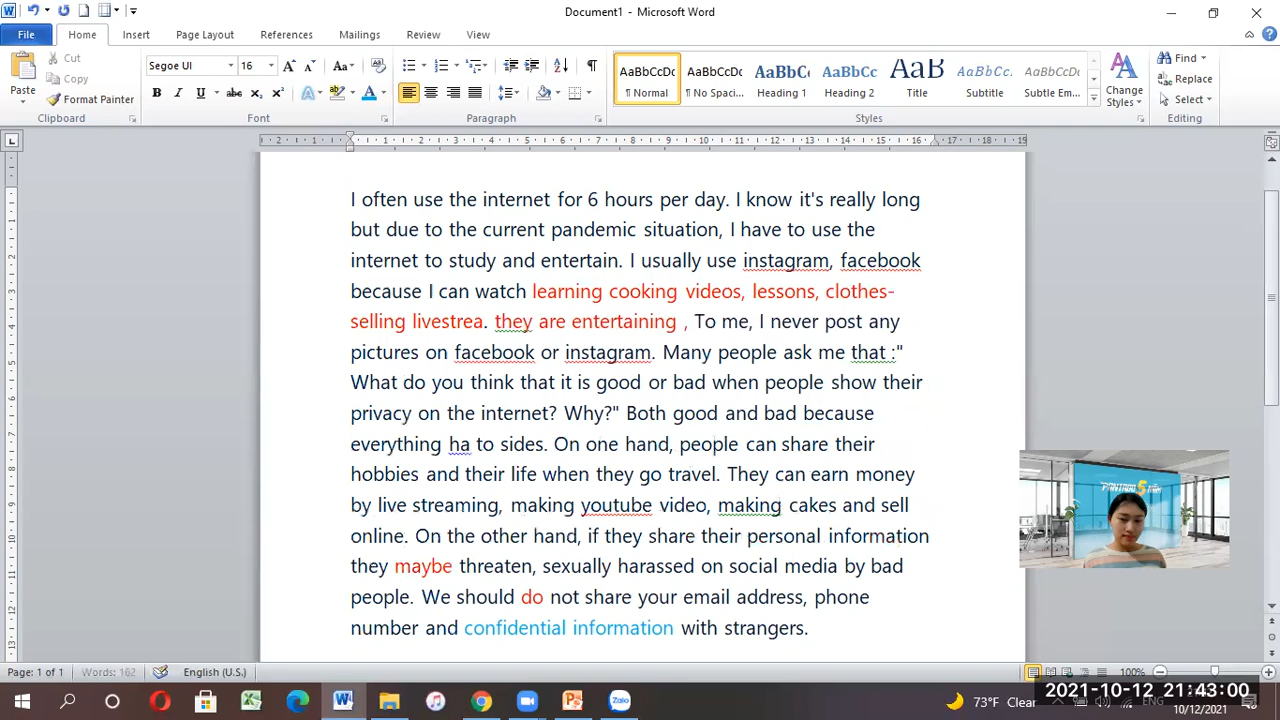 Document1 - Microsoft Word
File Home Insert Page Layout References Mailings Review View
Paste Cut Copy Format Painter Clipboard
Segoe UI 16 Font
Paragraph
AaBbCcDc ¶ Normal AaBbCcDc ¶ No Spaci... AaBbCc Heading 1 AaBbCc Heading 2 AaB Title AaBbCcDc Subtitle AaBbCcDc Subtle Em... Change Styles Styles
Find Replace Select Editing
I often use the internet for 6 hours per day. I know it's really long
but due to the current pandemic situation, I have to use the
internet to study and entertain. I usually use instagram, facebook
because I can watch learning cooking videos, lessons, clothes-
selling livestrea. they are entertaining , To me, I never post any
pictures on facebook or instagram. Many people ask me that :"
What do you think that it is good or bad when people show their
privacy on the internet? Why?" Both good and bad because
everything ha to sides. On one hand, people can share their
hobbies and their life when they go travel. They can earn money
by live streaming, making youtube video, making cakes and sell
online. On the other hand, if they share their personal information
they maybe threaten, sexually harassed on social media by bad
people. We should do not share your email address, phone
number and confidential information with strangers.
Page: 1 of 1 Words: 162 English (U.S.) 100%
73°F Clear ENG
2021-10-12 21:43:00
10/12/2021